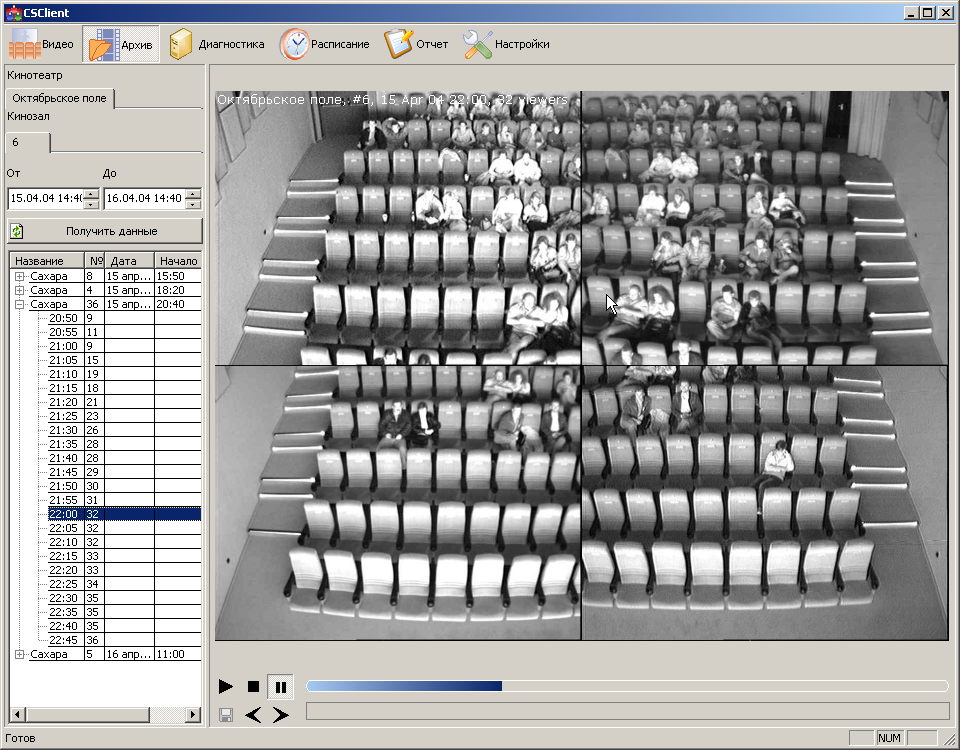 CSClient
Видео Архив Диагностика Расписание Отчет Настройки
Кинотеатр
Октябрьское поле
Кинозал
6
От До
15.04.04 14:40 16.04.04 14:40
Получить данные
Название № Дата Начало
Сахара 8 15 апр... 15:50
Сахара 4 15 апр... 18:20
Сахара 36 15 апр... 20:40
20:50 9
20:55 11
21:00 9
21:05 15
21:10 19
21:15 18
21:20 21
21:25 23
21:30 26
21:35 28
21:40 28
21:45 29
21:50 30
21:55 31
22:00 32
22:05 32
22:10 32
22:15 33
22:20 33
22:25 34
22:30 35
22:35 35
22:40 35
22:45 36
Сахара 5 16 апр... 11:00
Октябрьское поле, #6, 15 Apr 04 22:00, 32 viewers
Готов
NUM